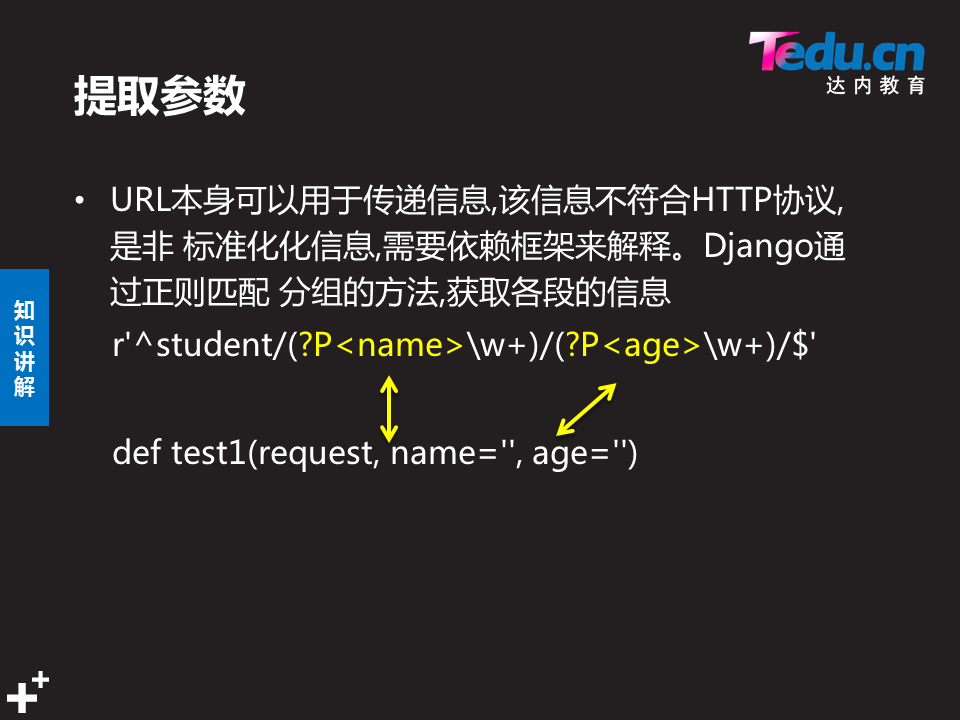 Tedu.cn
达内教育
提取参数
• URL本身可以用于传递信息,该信息不符合HTTP协议,
是非 标准化化信息,需要依赖框架来解释。Django通
过正则匹配 分组的方法,获取各段的信息
r'^student/(?P<name>\w+)/(?P<age>\w+)/$'
def test1(request, name='', age='')
知
识
讲
解